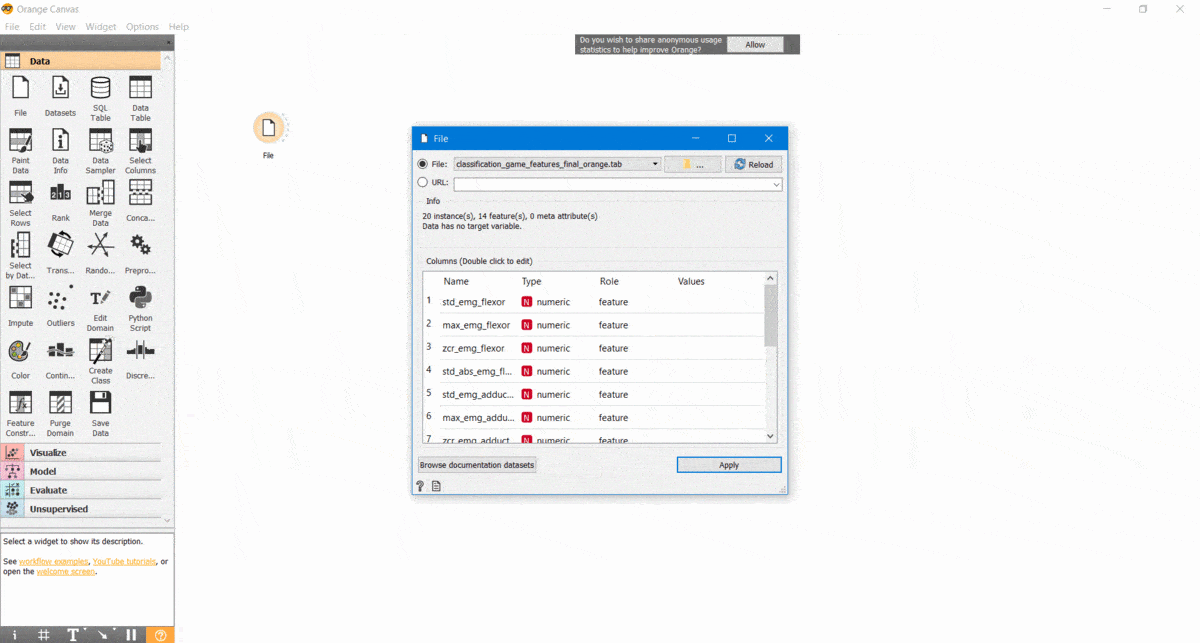 Orange Canvas
File Edit View Widget Options Help
Do you wish to share anonymous usage
statistics to help improve Orange?
Allow
Data
File Datasets SQL Table Data Table
Paint Data Data Info Data Sampler Select Columns
Select Rows Rank Merge Data Conca...
Select by Dat... Trans... Rando... Prepro...
Impute Outliers Edit Domain Python Script
Color Contin... Create Class Discre...
Feature Constr... Purge Domain Save Data
Visualize
Model
Evaluate
Unsupervised
Select a widget to show its description.
See workflow examples, YouTube tutorials, or
open the welcome screen.
File
File
File: classification_game_features_final_orange.tab ... Reload
URL:
Info
20 instance(s), 14 feature(s), 0 meta attribute(s)
Data has no target variable.
Columns (Double click to edit)
Name Type Role Values
1 std_emg_flexor N numeric feature
2 max_emg_flexor N numeric feature
3 zcr_emg_flexor N numeric feature
4 std_abs_emg_fl... N numeric feature
5 std_emg_adduc... N numeric feature
6 max_emg_addu... N numeric feature
7 zcr_emg_adduct N numeric feature
Browse documentation datasets
Apply